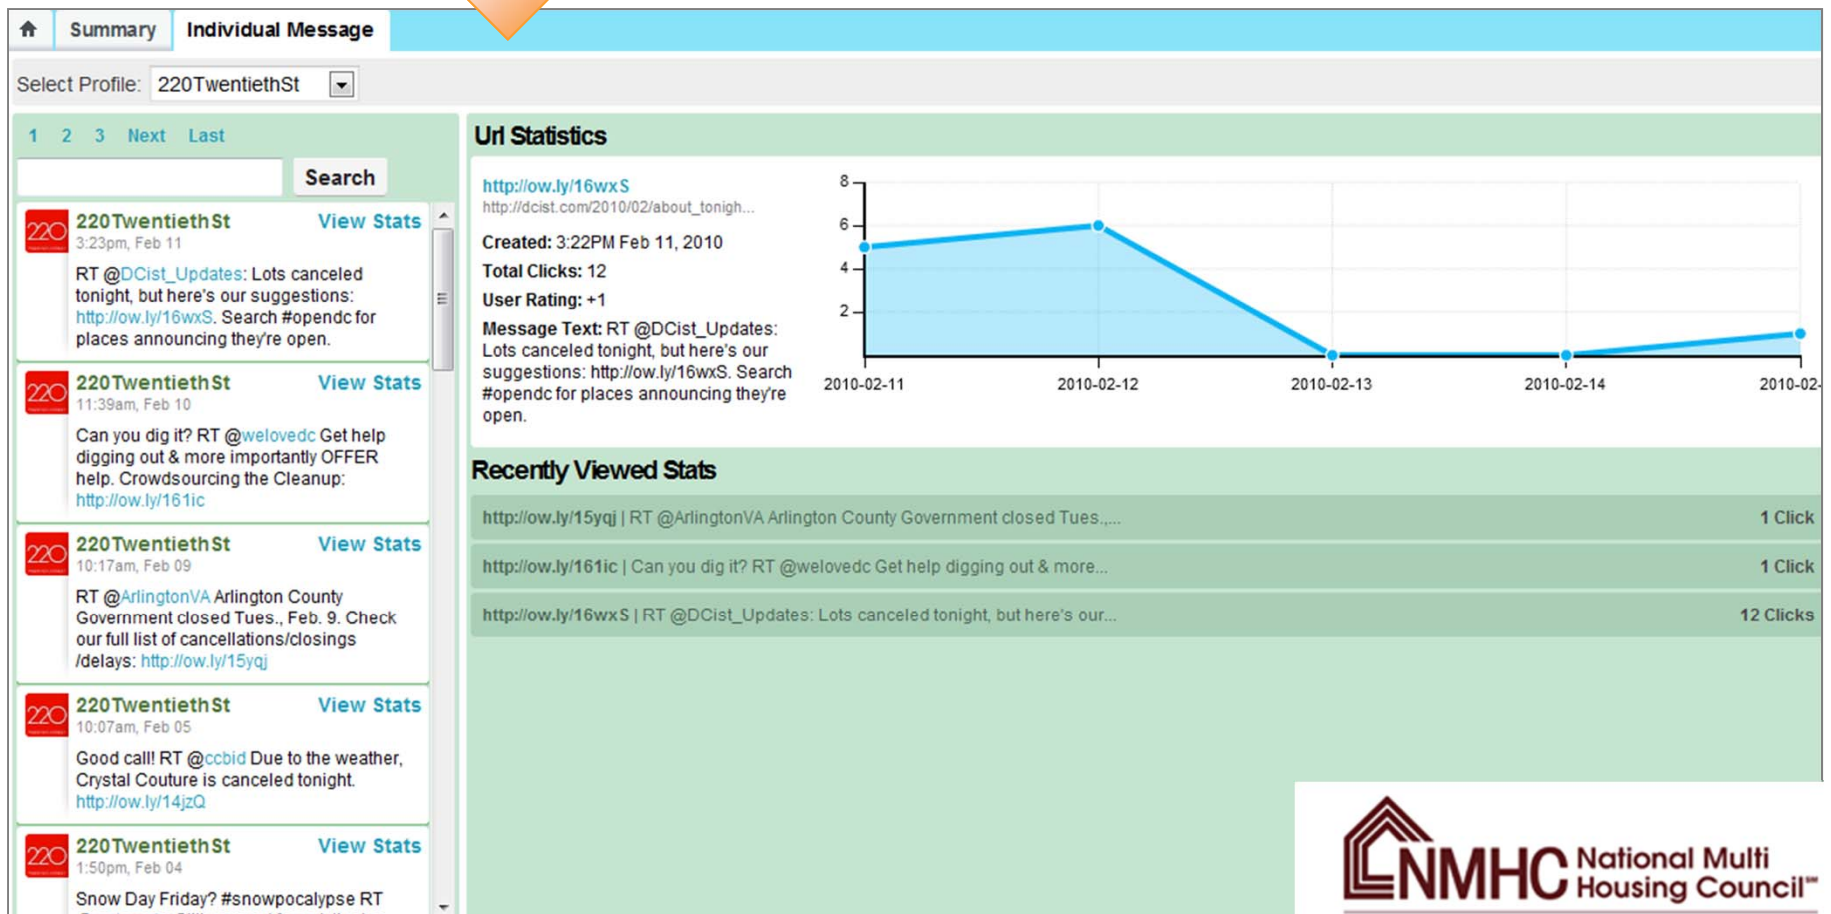 Summary
Individual Message
Select Profile: 220TwentiethSt
1 2 3 Next Last
Search
220TwentiethSt View Stats
3:23pm, Feb 11
RT @DCist_Updates: Lots canceled
tonight, but here's our suggestions:
http://ow.ly/16wxS. Search #opendc for
places announcing they're open.
220TwentiethSt View Stats
11:39am, Feb 10
Can you dig it? RT @welovedc Get help
digging out & more importantly OFFER
help. Crowdsourcing the Cleanup:
http://ow.ly/161ic
220TwentiethSt View Stats
10:17am, Feb 09
RT @ArlingtonVA Arlington County
Government closed Tues., Feb. 9. Check
our full list of cancellations/closings
/delays: http://ow.ly/15yqj
220TwentiethSt View Stats
10:07am, Feb 05
Good call! RT @ccbid Due to the weather,
Crystal Couture is canceled tonight.
http://ow.ly/14jzQ
220TwentiethSt View Stats
1:50pm, Feb 04
Snow Day Friday? #snowpocalypse RT
220
220
220
220
220
Url Statistics
http://ow.ly/16wxS
http://dcist.com/2010/02/about_tonigh...
Created: 3:22PM Feb 11, 2010
Total Clicks: 12
User Rating: +1
Message Text: RT @DCist_Updates:
Lots canceled tonight, but here's our
suggestions: http://ow.ly/16wxS. Search
#opendc for places announcing they're
open.
8
6
4
2
2010-02-11 2010-02-12 2010-02-13 2010-02-14 2010-02-
Recently Viewed Stats
http://ow.ly/15yqj | RT @ArlingtonVA Arlington County Government closed Tues.,... 1 Click
http://ow.ly/161ic | Can you dig it? RT @welovedc Get help digging out & more... 1 Click
http://ow.ly/16wxS | RT @DCist_Updates: Lots canceled tonight, but here's our... 12 Clicks
NMHC National Multi
Housing Council℠